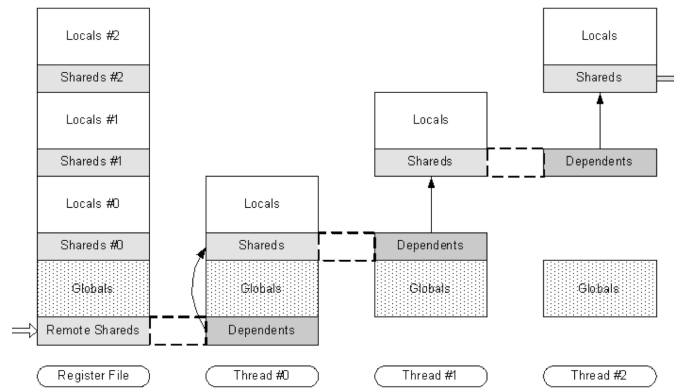 Locals #2
Shareds #2
Locals #1
Shareds #1
Locals #0
Shareds #0
Globals
Remote Shareds
Register File
Locals
Shareds
Globals
Dependents
Thread #0
Locals
Shareds
Dependents
Globals
Thread #1
Locals
Shareds
Dependents
Globals
Thread #2